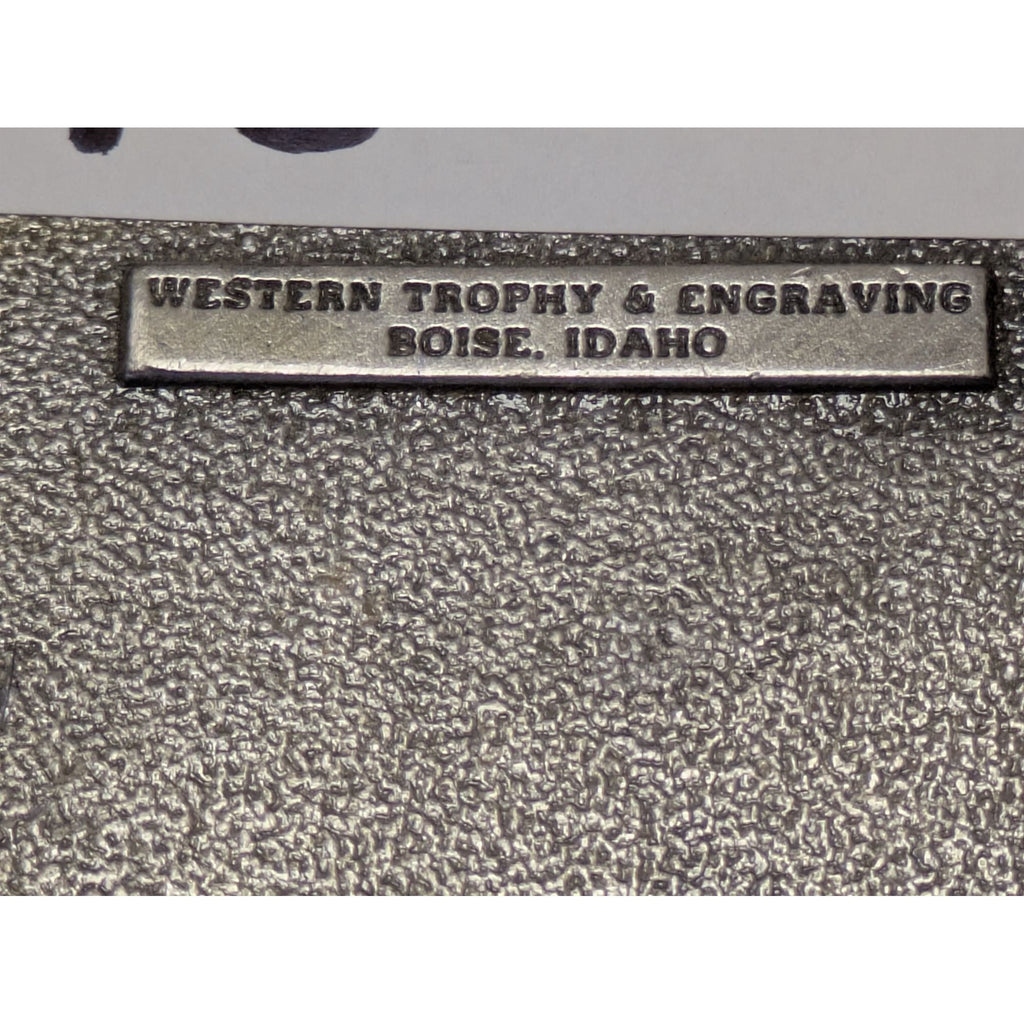 WESTERN TROPHY & ENGRAVING
BOISE, IDAHO